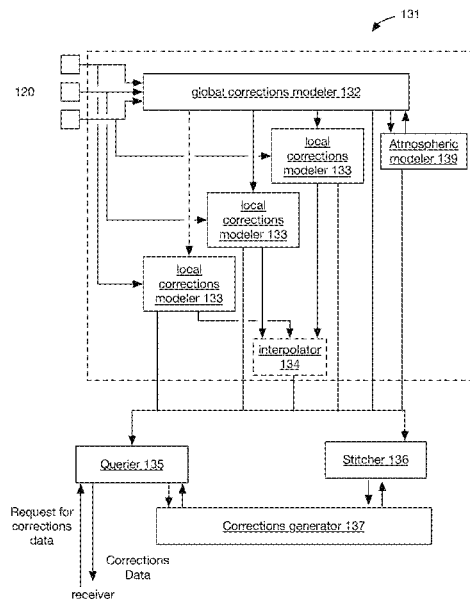 131
120
global corrections modeler 132
Atmospheric
modeler 139
local
corrections
modeler 133
local
corrections
modeler 133
local
corrections
modeler 133
interpolator
134
Querier 135
Stitcher 136
Request for
corrections
data
Corrections generator 137
Corrections
Data
receiver